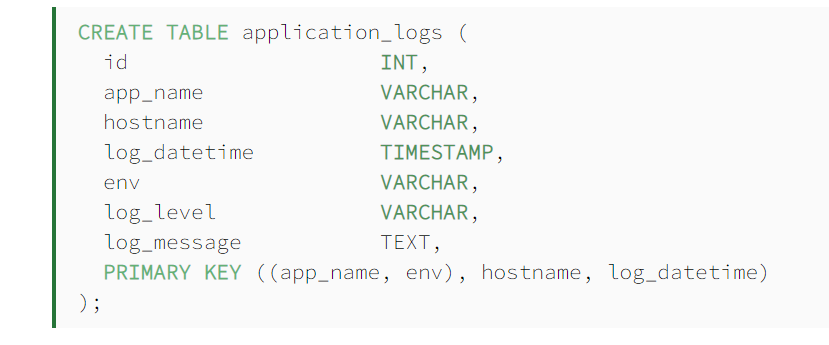 CREATE TABLE application_logs (
  id                    INT,
  app_name              VARCHAR,
  hostname              VARCHAR,
  log_datetime          TIMESTAMP,
  env                   VARCHAR,
  log_level             VARCHAR,
  log_message           TEXT,
  PRIMARY KEY ((app_name, env), hostname, log_datetime)
);